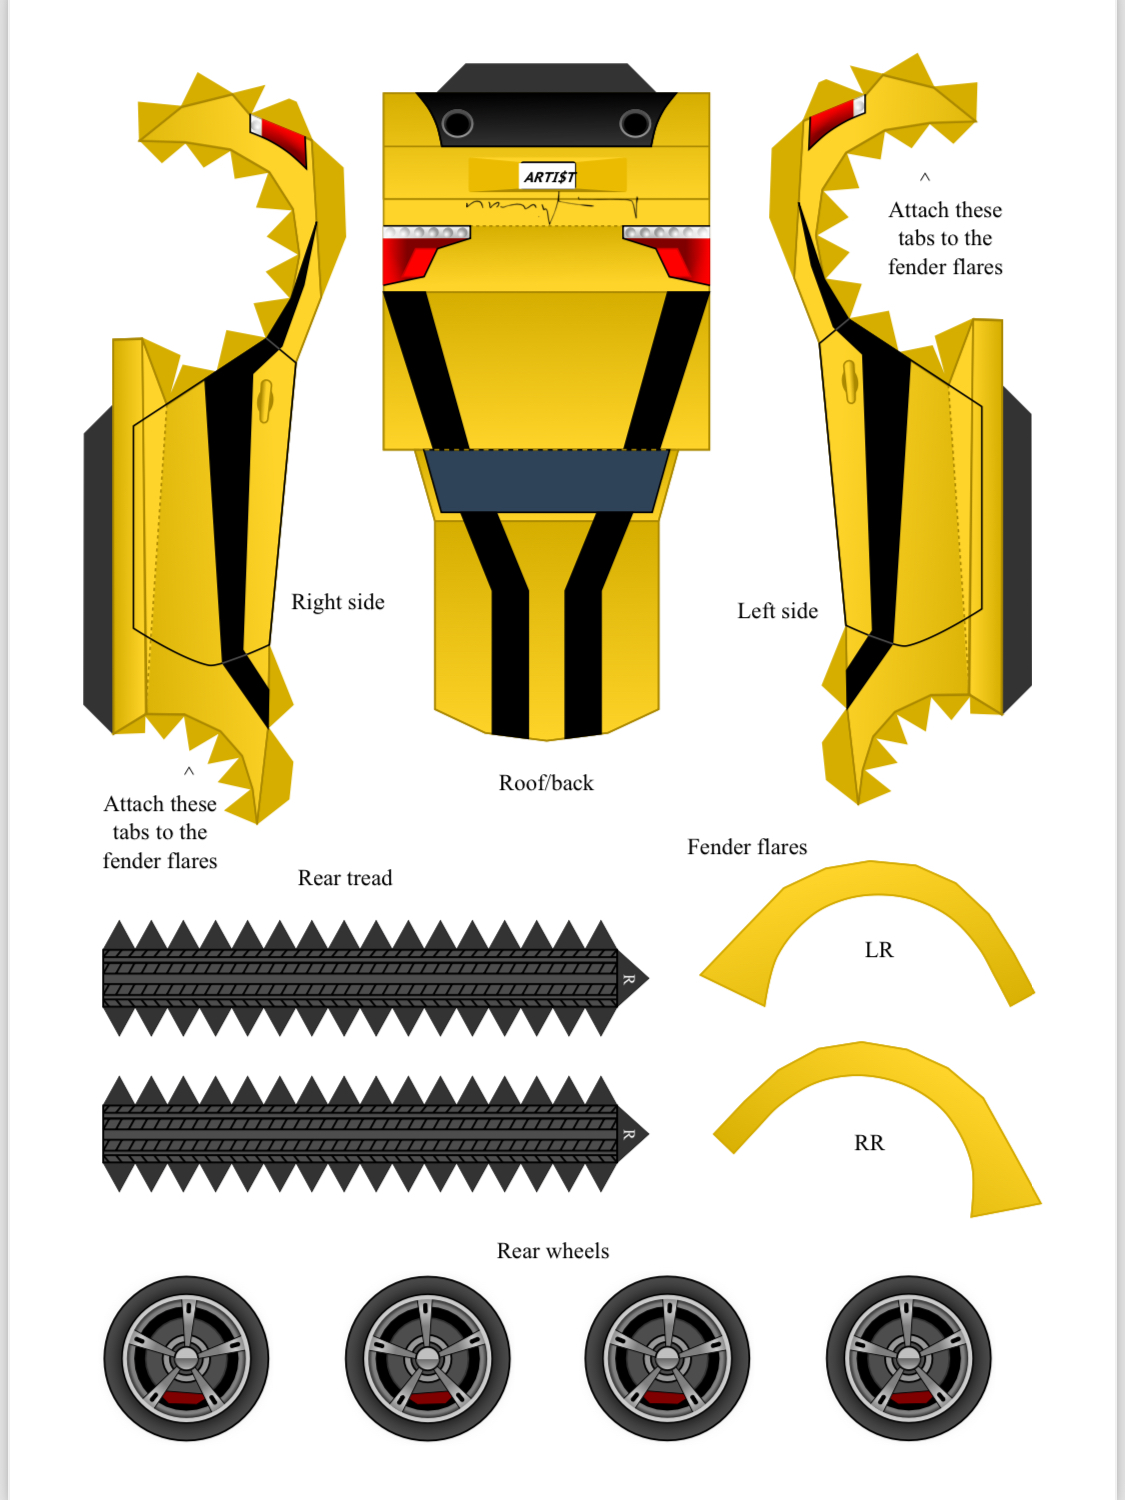 ARTI$T
^
Attach these
tabs to the
fender flares
Right side
Left side
Roof/back
^
Attach these
tabs to the
fender flares
Rear tread
Fender flares
LR
R
RR
R
Rear wheels